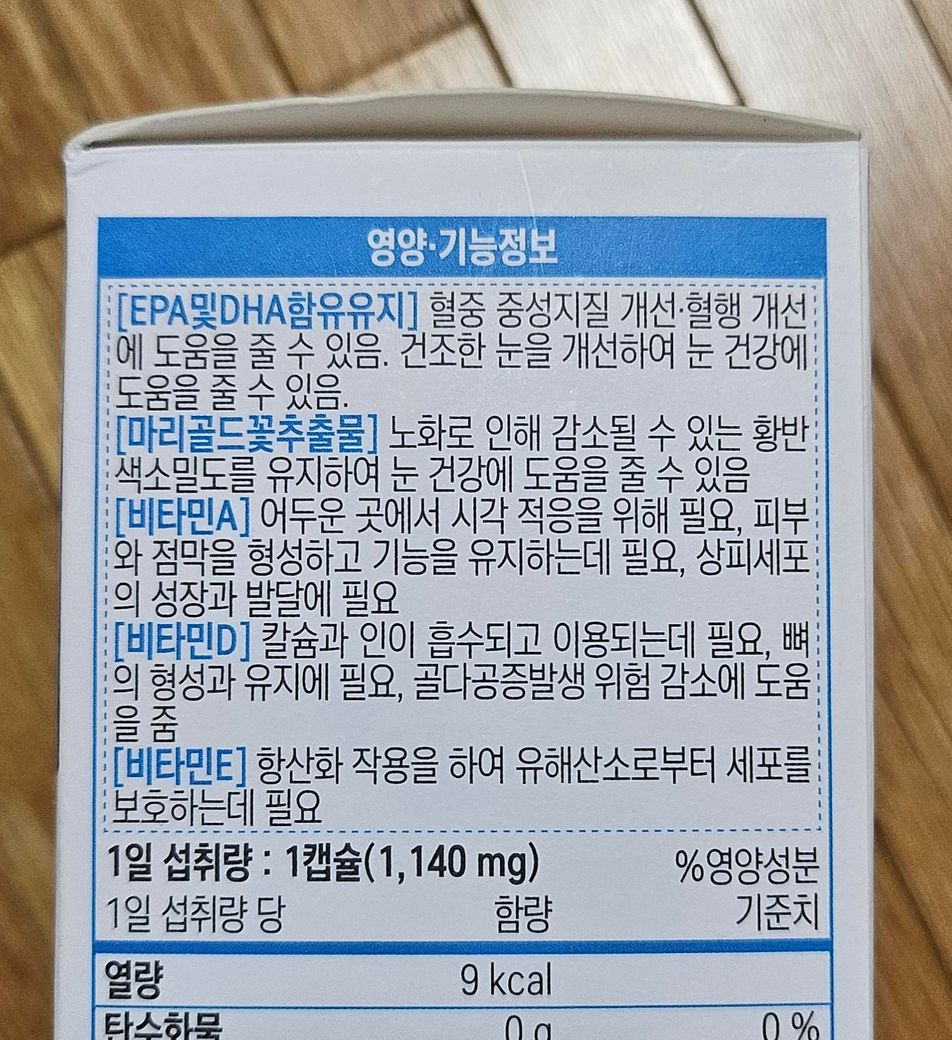 영양·기능정보
[EPA및DHA함유유지] 혈중 중성지질 개선·혈행 개선
에 도움을 줄 수 있음. 건조한 눈을 개선하여 눈 건강에
도움을 줄 수 있음.
[마리골드꽃추출물] 노화로 인해 감소될 수 있는 황반
색소밀도를 유지하여 눈 건강에 도움을 줄 수 있음
[비타민A] 어두운 곳에서 시각 적응을 위해 필요, 피부
와 점막을 형성하고 기능을 유지하는데 필요, 상피세포
의 성장과 발달에 필요
[비타민D] 칼슘과 인이 흡수되고 이용되는데 필요, 뼈
의 형성과 유지에 필요, 골다공증발생 위험 감소에 도움
을 줌
[비타민E] 항산화 작용을 하여 유해산소로부터 세포를
보호하는데 필요
1일 섭취량 : 1캡슐(1,140 mg) %영양성분
1일 섭취량 당 함량 기준치
열량 9 kcal
탄수화물 0 g 0 %